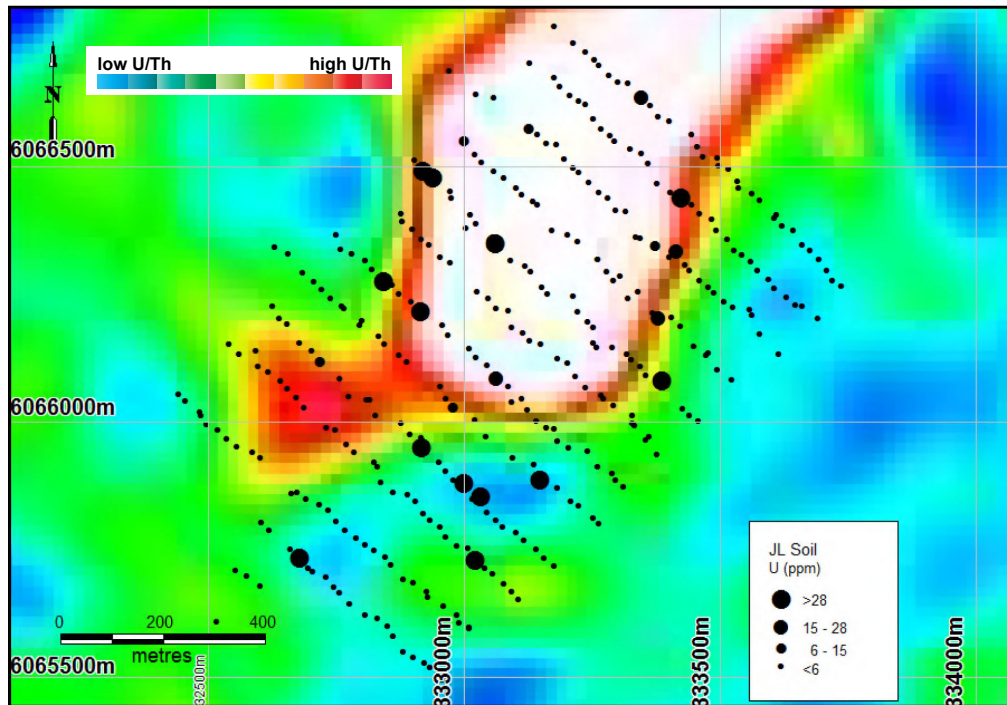 low U/Th high U/Th
N
6066500m
6066000m
6065500m
0 200 400
metres
32500m
333000m
333500m
334000m
JL Soil
U (ppm)
>28
15 - 28
6 - 15
<6